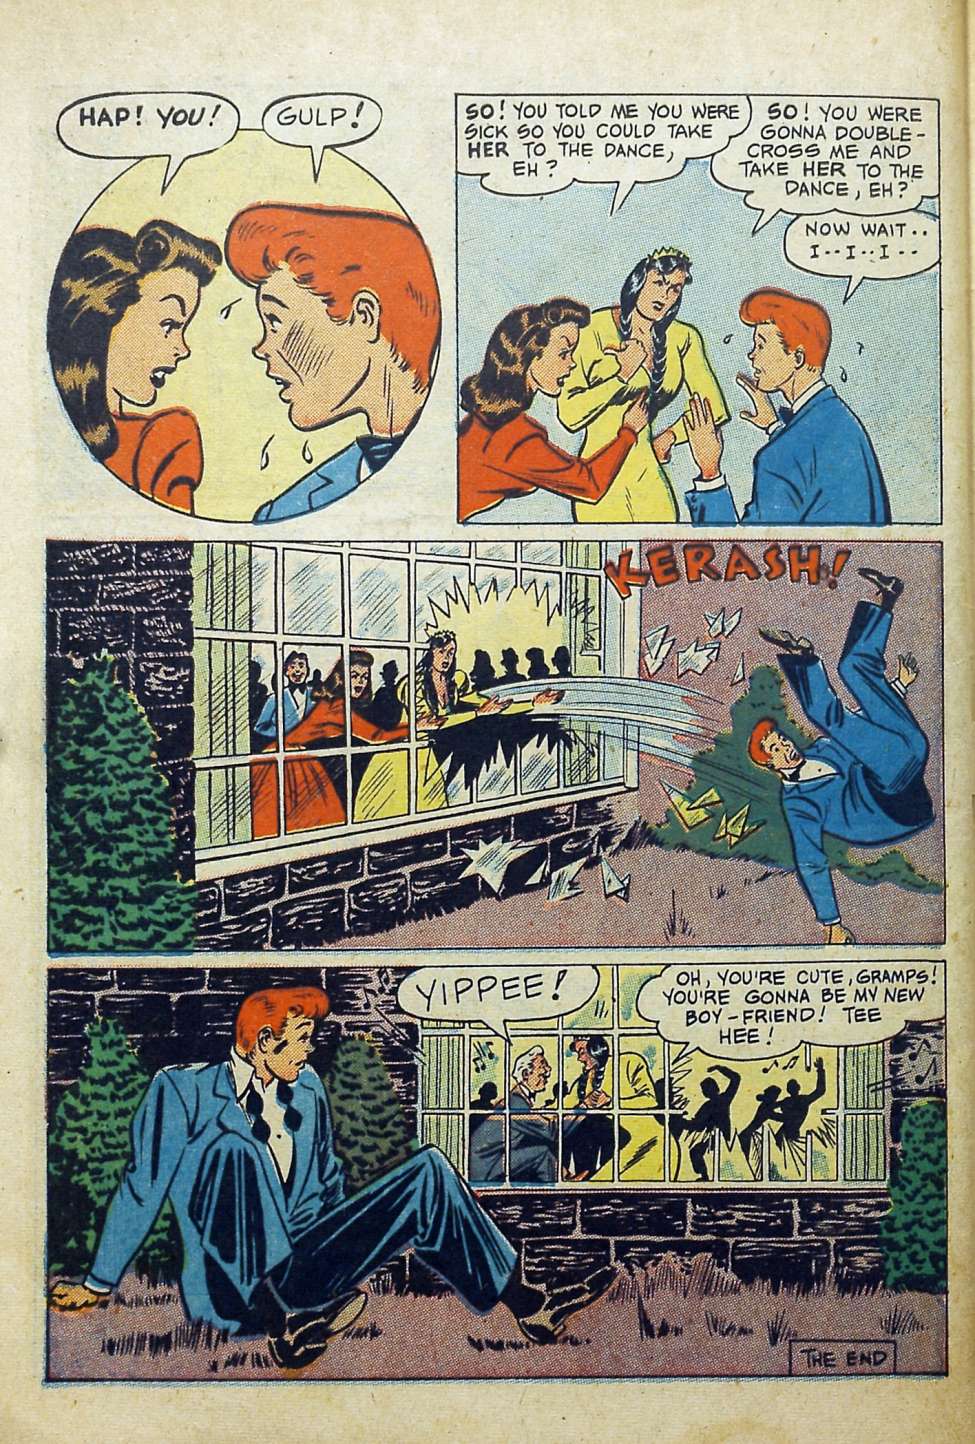 HAP! YOU!
GULP!
SO! YOU TOLD ME YOU WERE
SICK SO YOU COULD TAKE
HER TO THE DANCE,
EH?
SO! YOU WERE
GONNA DOUBLE-
CROSS ME AND
TAKE HER TO THE
DANCE, EH?
NOW WAIT..
I--I--I--
KERASH!
YIPPEE!
OH, YOU'RE CUTE, GRAMPS!
YOU'RE GONNA BE MY NEW
BOY-FRIEND! TEE
HEE!
THE END